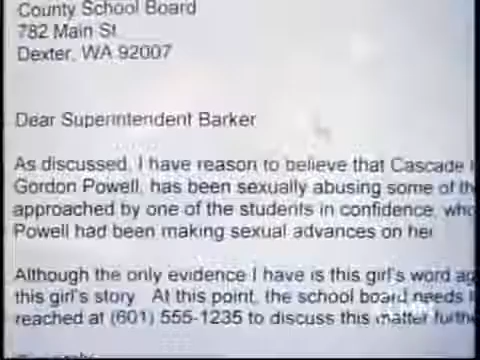 County School Board
782 Main St.
Dexter, WA 92007
Dear Superintendent Barker
As discussed, I have reason to believe that Cascade
Gordon Powell, has been sexually abusing some of
approached by one of the students in confidence,
Powell had been making sexual advances on her
Although the only evidence I have is this girl's word
this girl's story. At this point, the school board needs
reached at (601) 555-1235 to discuss this matter